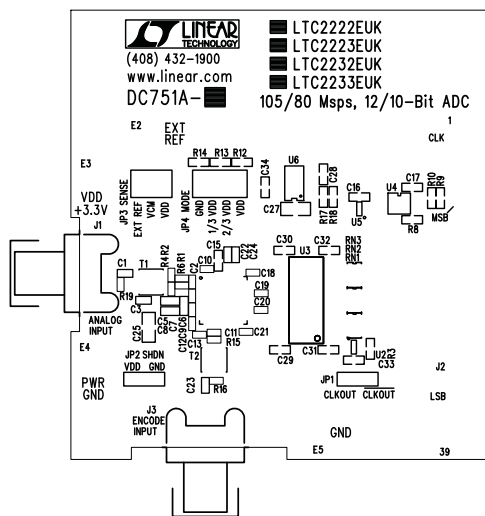 LINEAR
TECHNOLOGY
(408) 432-1900
www.linear.com
DC751A-
LTC2222EUK
LTC2223EUK
LTC2232EUK
LTC2233EUK
105/80 Msps, 12/10-Bit ADC
E2
EXT
REF
1
CLK
E3
R14 R13 R12
C34
U6
C28
C16
U4
C17
R10
R9
VDD
+3.3V
JP3 SENSE
VDD
VCM
EXT REF
JP4 MODE
VDD
2/3 VDD
1/3 VDD
GND
C27
R17
R18
U5
MSB
R8
J1
C1
T1
R4
R2
R6
R1
C2
C10
C15
C22
C24
C18
C30
U3
C32
RN3
RN2
RN1
R19
C3
C19
C20
ANALOG
INPUT
C25
C5
C8
C7
C12
C9
C6
C13
C11
R15
C21
E4
T2
C29
C31
U2
R3
C33
JP2 SHDN
VDD GND
JP1
J2
PWR
GND
C23
R16
CLKOUT CLKOUT
LSB
J3
ENCODE
INPUT
GND
E5
39